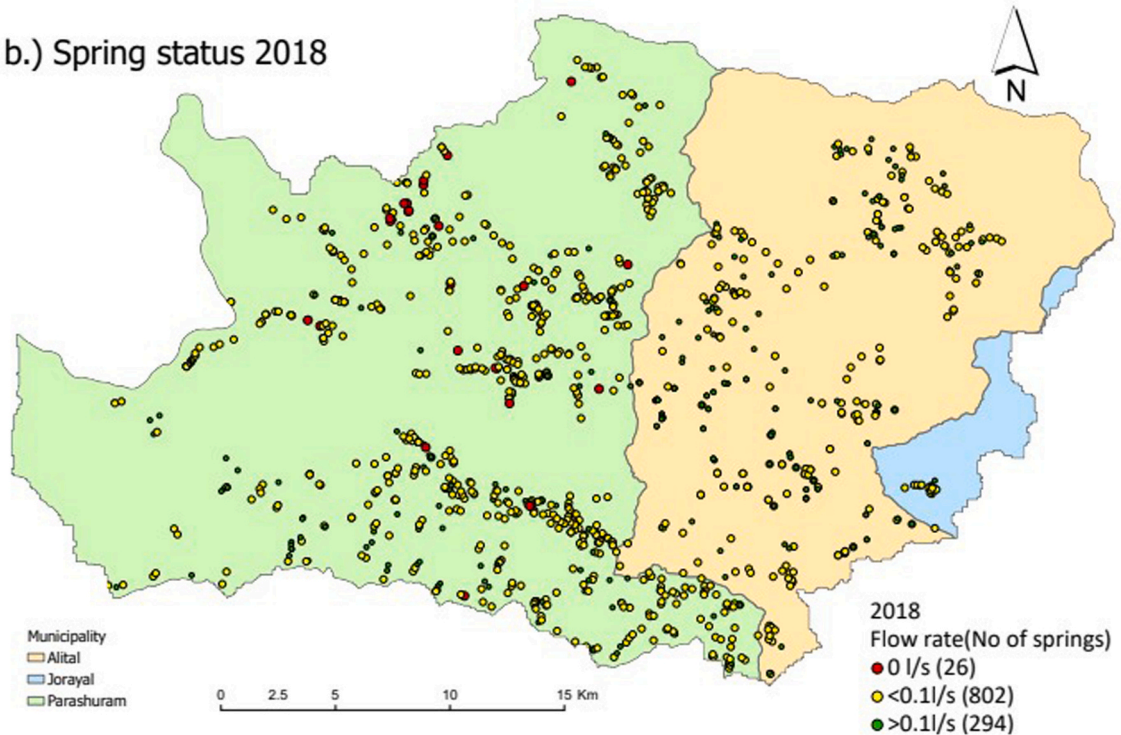 b.) Spring status 2018
N
2018
Flow rate(No of springs)
0 l/s (26)
<0.1l/s (802)
>0.1l/s (294)
Municipality
Alital
Jorayal
Parashuram
0 2.5 5 10 15 Km